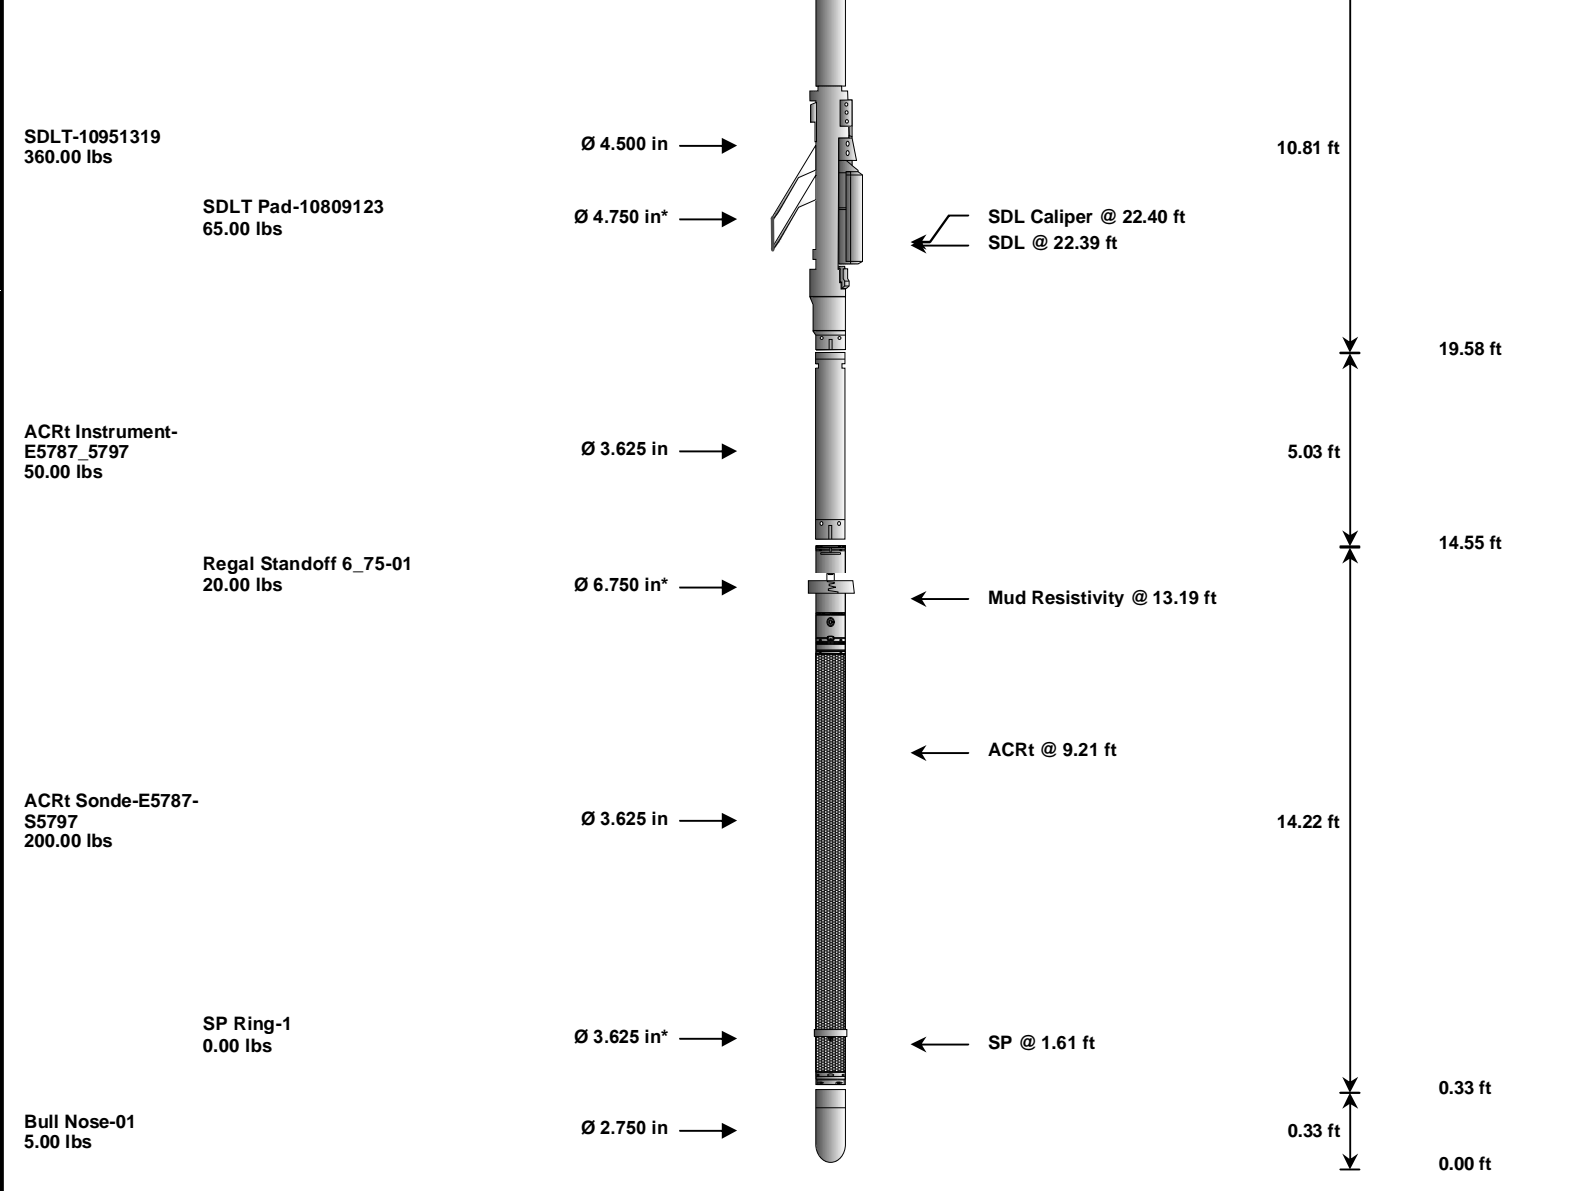 SDLT-10951319
360.00 lbs
Ø 4.500 in
10.81 ft
SDLT Pad-10809123
65.00 lbs
Ø 4.750 in*
SDL Caliper @ 22.40 ft
SDL @ 22.39 ft
19.58 ft
ACRt Instrument-
E5787_5797
50.00 lbs
Ø 3.625 in
5.03 ft
14.55 ft
Regal Standoff 6_75-01
20.00 lbs
Ø 6.750 in*
Mud Resistivity @ 13.19 ft
ACRt @ 9.21 ft
ACRt Sonde-E5787-
S5797
200.00 lbs
Ø 3.625 in
14.22 ft
SP Ring-1
0.00 lbs
Ø 3.625 in*
SP @ 1.61 ft
0.33 ft
Bull Nose-01
5.00 lbs
Ø 2.750 in
0.33 ft
0.00 ft